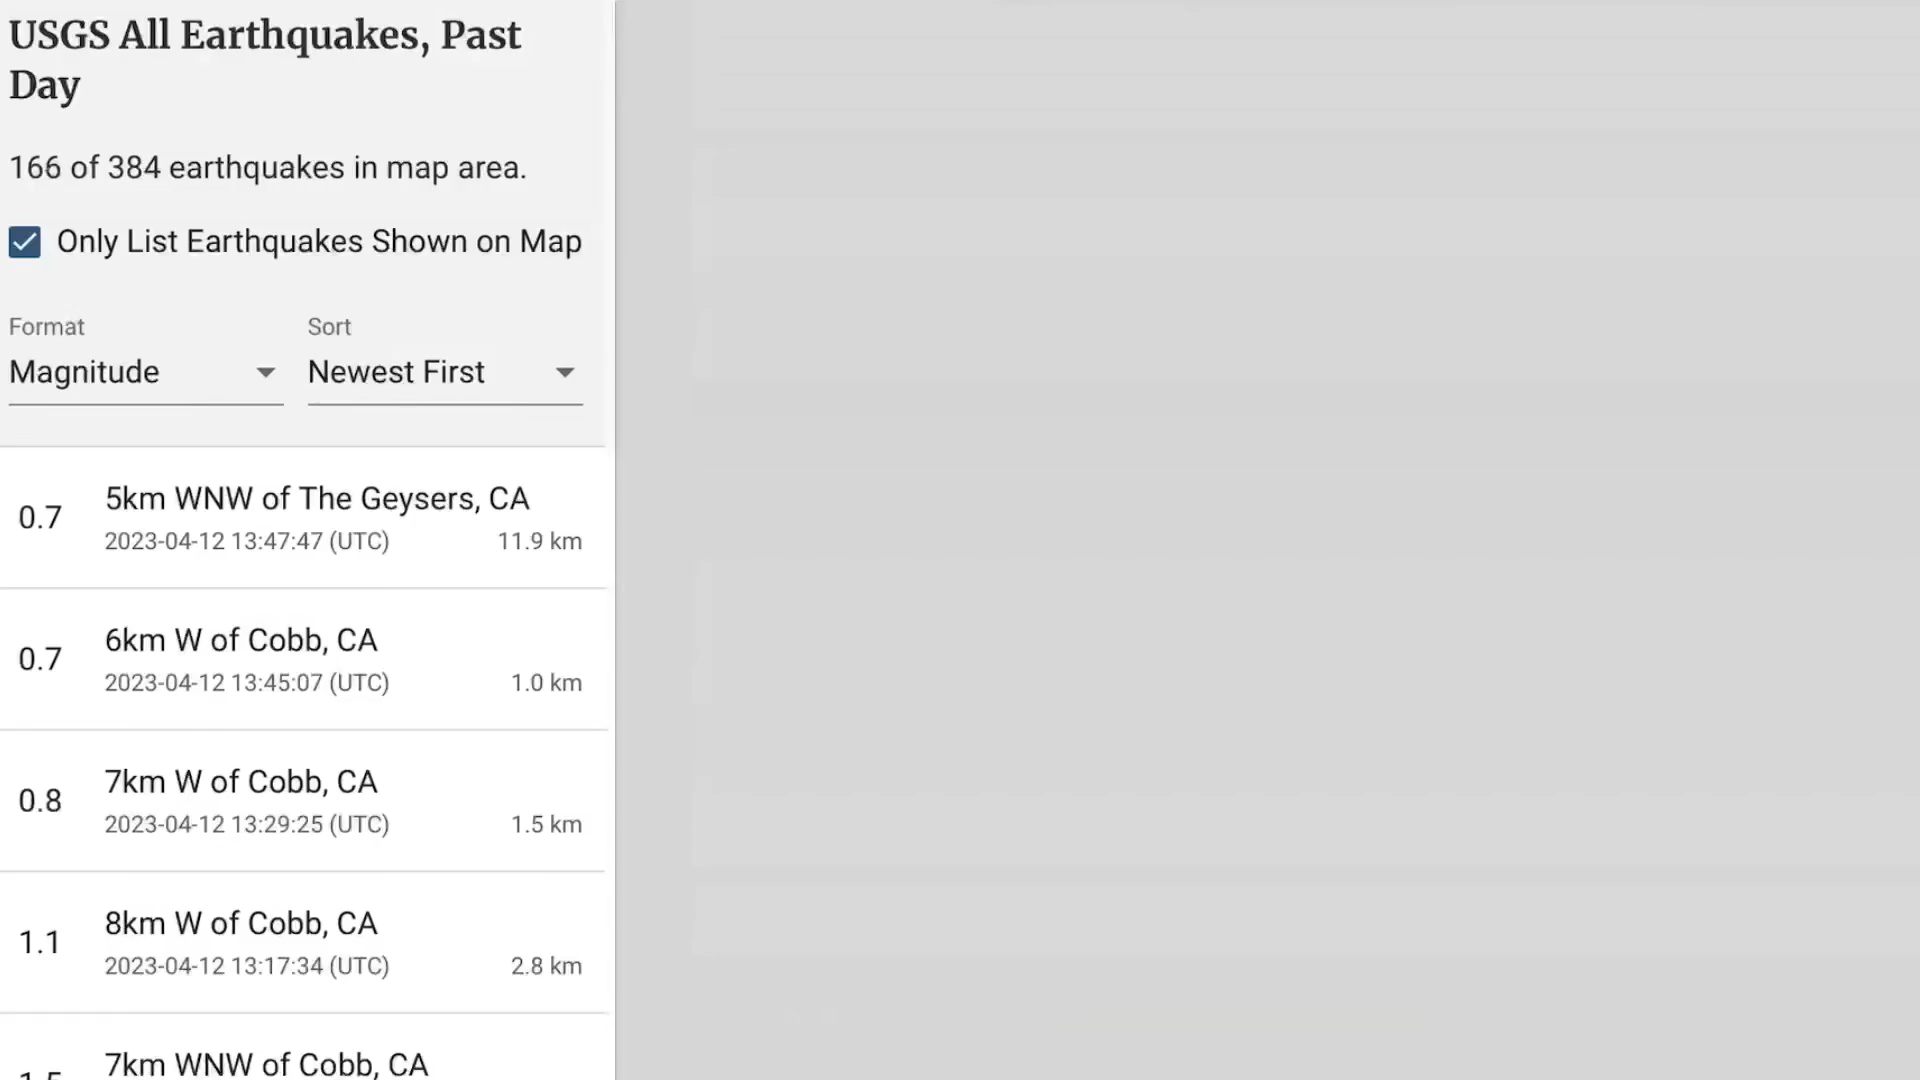 USGS All Earthquakes, Past
Day
166 of 384 earthquakes in map area.
Only List Earthquakes Shown on Map
Format Sort
Magnitude Newest First
0.7 5km WNW of The Geysers, CA
2023-04-12 13:47:47 (UTC) 11.9 km
0.7 6km W of Cobb, CA
2023-04-12 13:45:07 (UTC) 1.0 km
0.8 7km W of Cobb, CA
2023-04-12 13:29:25 (UTC) 1.5 km
1.1 8km W of Cobb, CA
2023-04-12 13:17:34 (UTC) 2.8 km
7km WNW of Cobb, CA